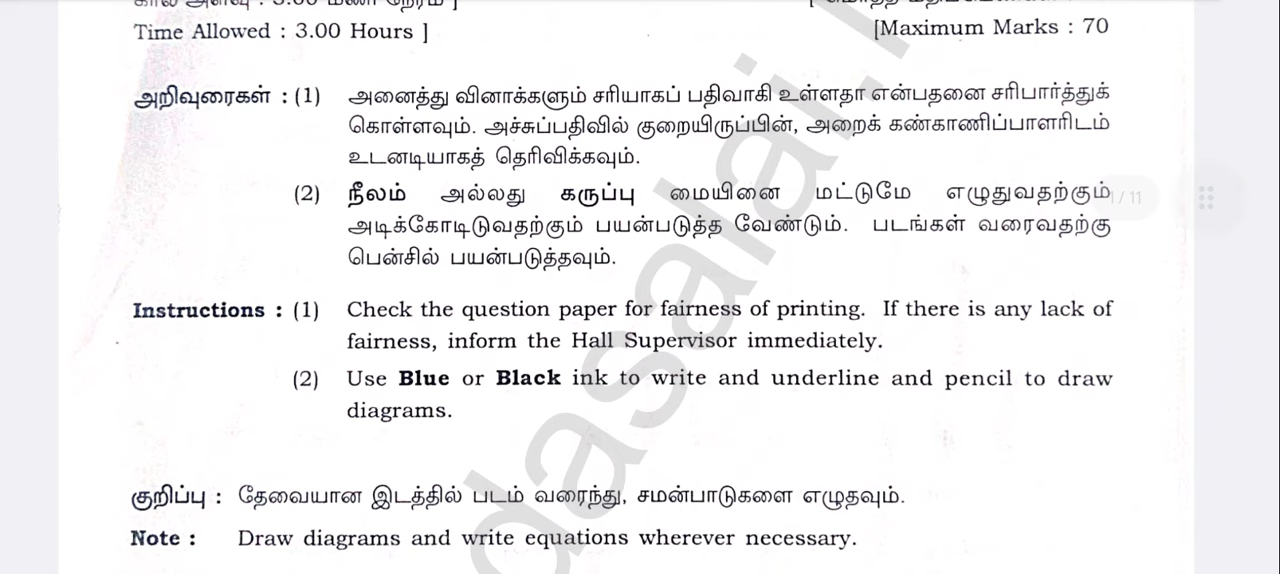 Time Allowed : 3.00 Hours ]
[Maximum Marks : 70
அறிவுரைகள் : (1) அனைத்து வினாக்களும் சரியாகப் பதிவாகி உள்ளதா என்பதனை சரிபார்த்துக்
கொள்ளவும். அச்சுப்பதிவில் குறையிருப்பின், அறைக் கண்காணிப்பாளரிடம்
உடனடியாகத் தெரிவிக்கவும்.
(2) நீலம் அல்லது கருப்பு மையினை மட்டுமே எழுதுவதற்கும்
1 / 11
அடிக்கோடிடுவதற்கும் பயன்படுத்த வேண்டும். படங்கள் வரைவதற்கு
பென்சில் பயன்படுத்தவும்.
Instructions : (1) Check the question paper for fairness of printing. If there is any lack of
fairness, inform the Hall Supervisor immediately.
(2) Use Blue or Black ink to write and underline and pencil to draw
diagrams.
குறிப்பு : தேவையான இடத்தில் படம் வரைந்து, சமன்பாடுகளை எழுதவும்.
Note : Draw diagrams and write equations wherever necessary.
dasalai.